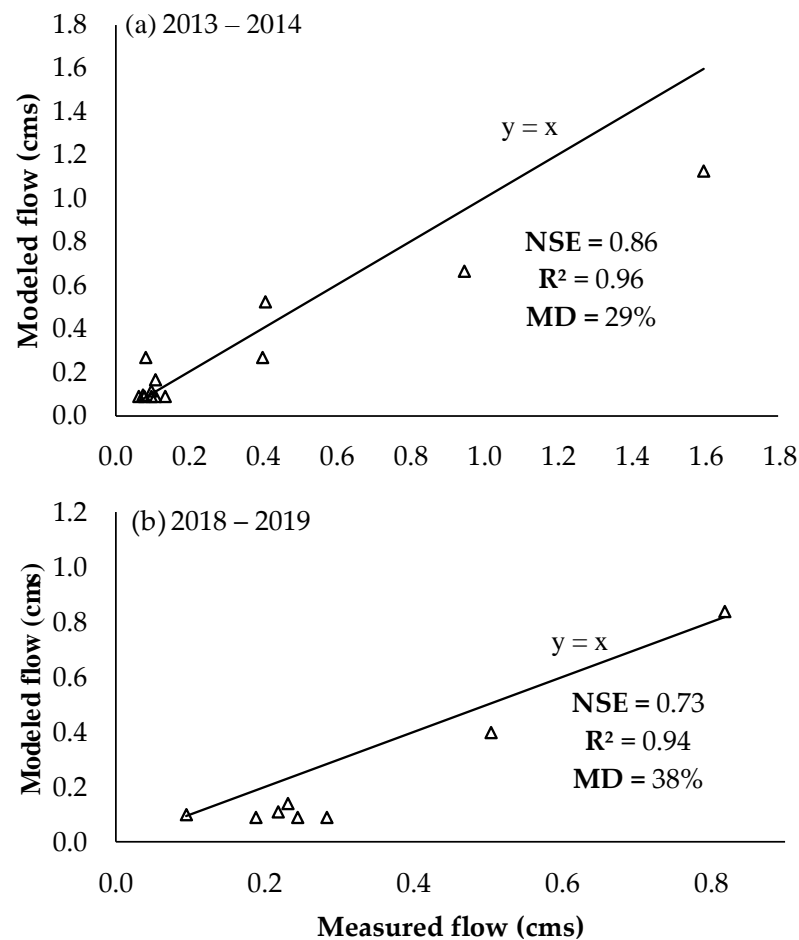 (a) 2013 – 2014
1.8
1.6
1.4
1.2
1.0
0.8
0.6
0.4
0.2
0.0
Modeled flow (cms)
y = x
NSE = 0.86
R² = 0.96
MD = 29%
0.0 0.2 0.4 0.6 0.8 1.0 1.2 1.4 1.6 1.8
(b) 2018 – 2019
1.2
1.0
0.8
0.6
0.4
0.2
0.0
Modeled flow (cms)
y = x
NSE = 0.73
R² = 0.94
MD = 38%
0.0 0.2 0.4 0.6 0.8
Measured flow (cms)